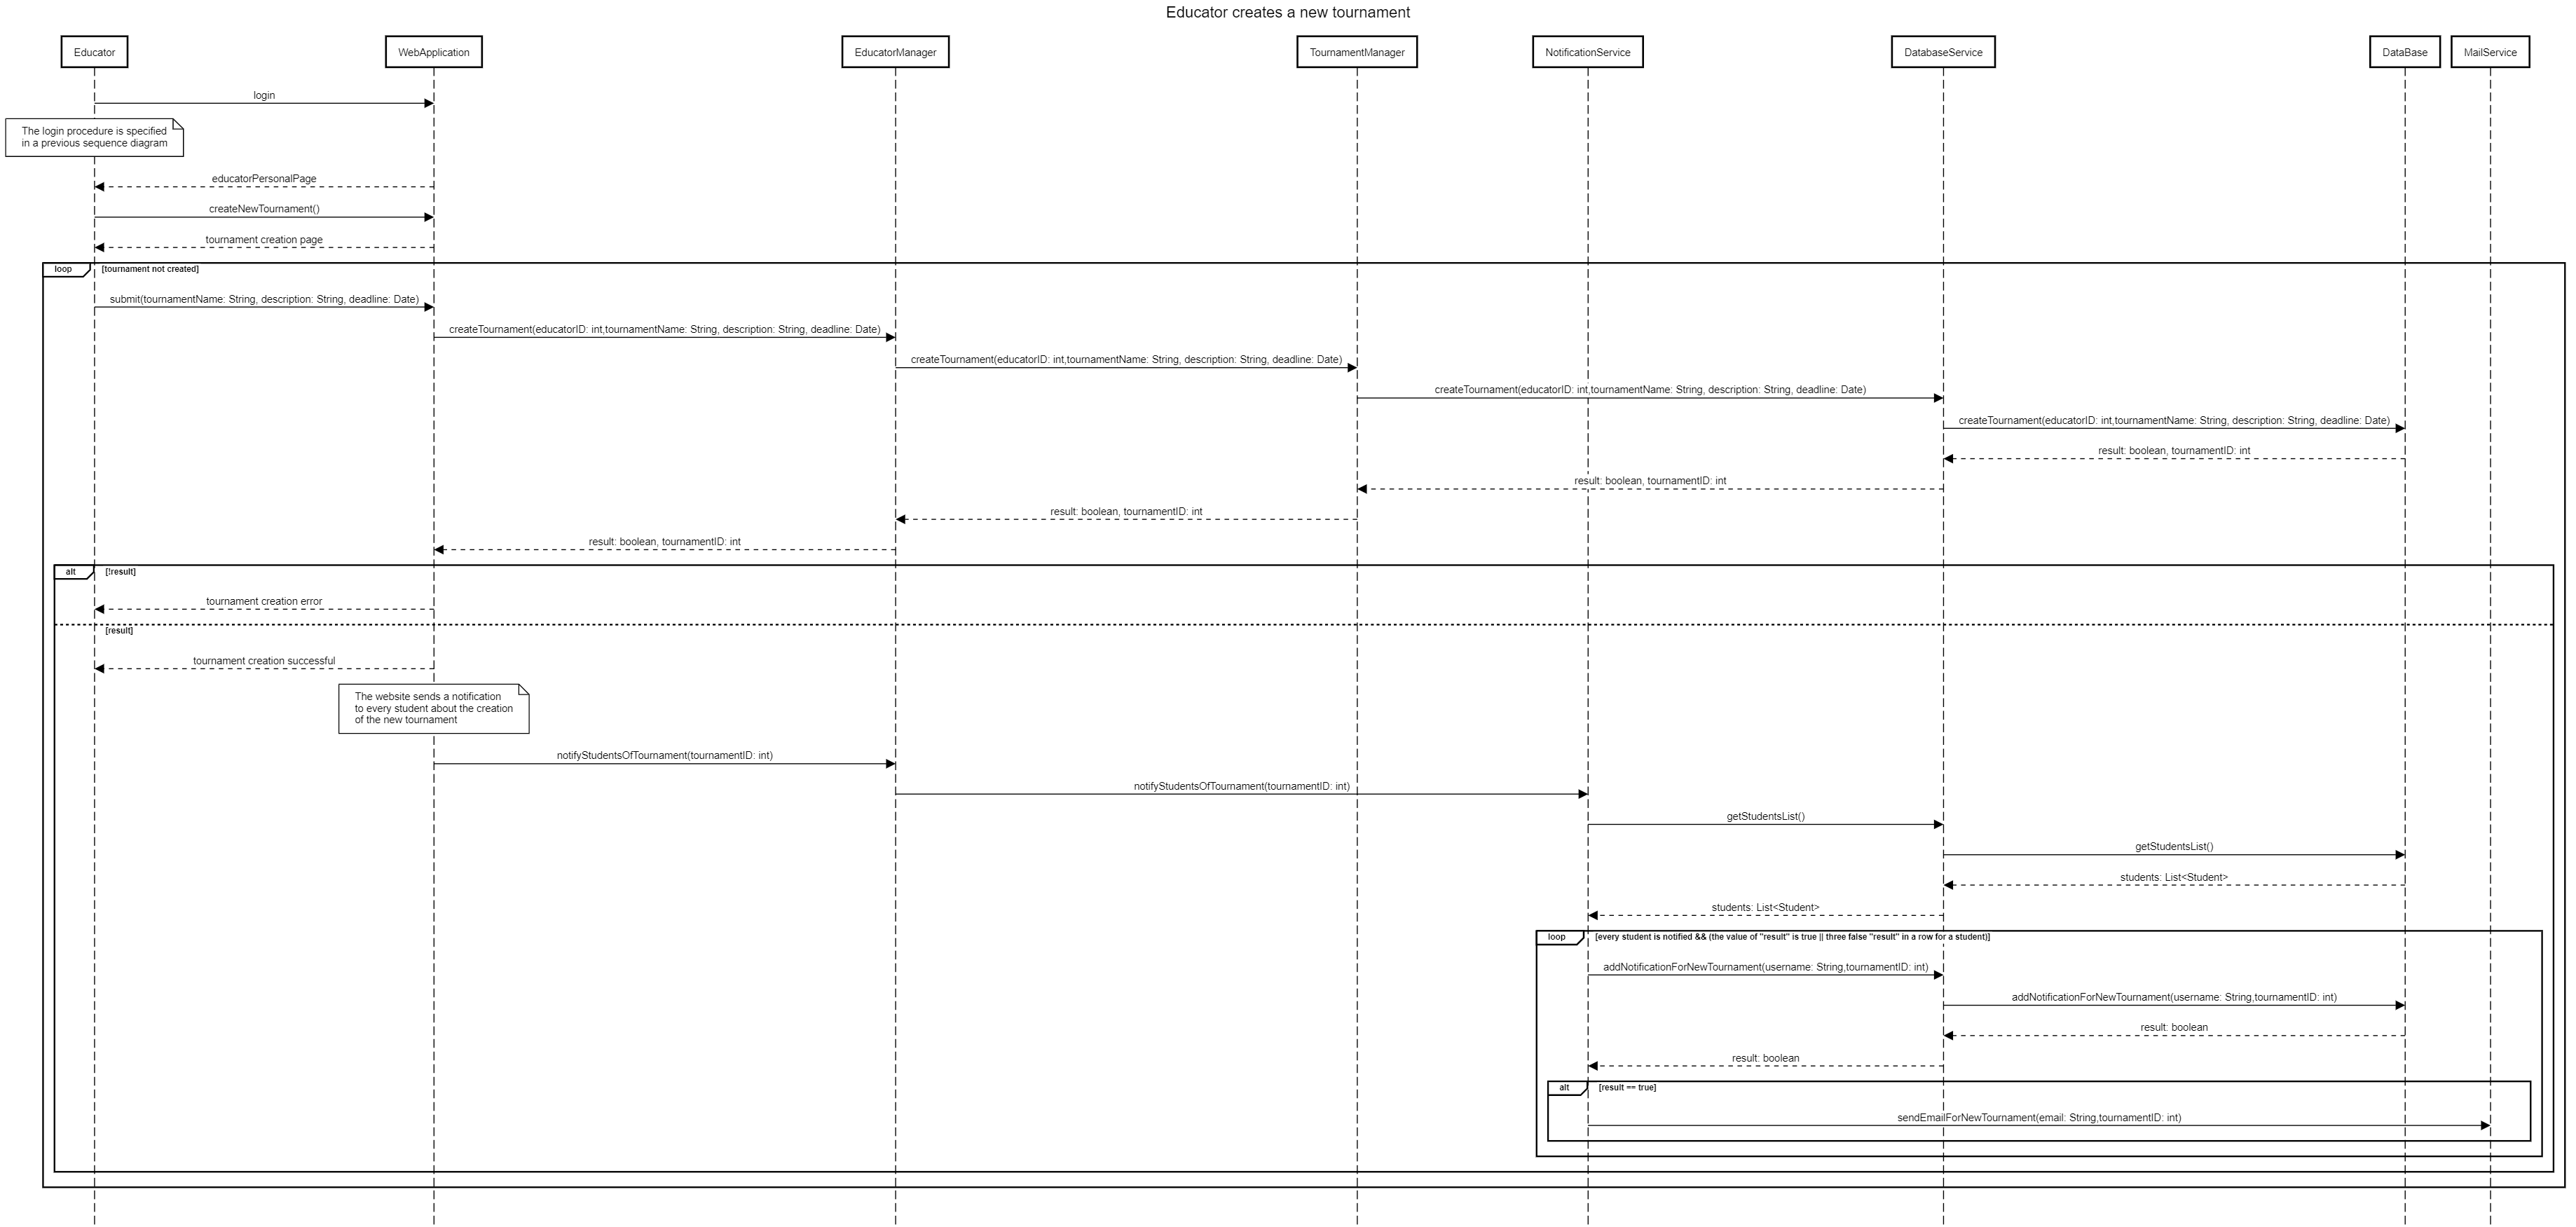 Educator creates a new tournament
Educator
WebApplication
EducatorManager
TournamentManager
NotificationService
DatabaseService
DataBase
MailService
login
The login procedure is specified
in a previous sequence diagram
educatorPersonalPage
createNewTournament()
tournament creation page
loop
[tournament not created]
submit(tournamentName: String, description: String, deadline: Date)
createTournament(educatorID: int,tournamentName: String, description: String, deadline: Date)
createTournament(educatorID: int,tournamentName: String, description: String, deadline: Date)
createTournament(educatorID: int,tournamentName: String, description: String, deadline: Date)
createTournament(educatorID: int,tournamentName: String, description: String, deadline: Date)
result: boolean, tournamentID: int
result: boolean, tournamentID: int
result: boolean, tournamentID: int
result: boolean, tournamentID: int
alt
[!result]
tournament creation error
[result]
tournament creation successful
The website sends a notification
to every student about the creation
of the new tournament
notifyStudentsOfTournament(tournamentID: int)
notifyStudentsOfTournament(tournamentID: int)
getStudentsList()
getStudentsList()
students: List<Student>
students: List<Student>
loop
[every student is notified && (the value of "result" is true || three false "result" in a row for a student)]
addNotificationForNewTournament(username: String,tournamentID: int)
addNotificationForNewTournament(username: String,tournamentID: int)
result: boolean
result: boolean
alt
[result == true]
sendEmailForNewTournament(email: String,tournamentID: int)